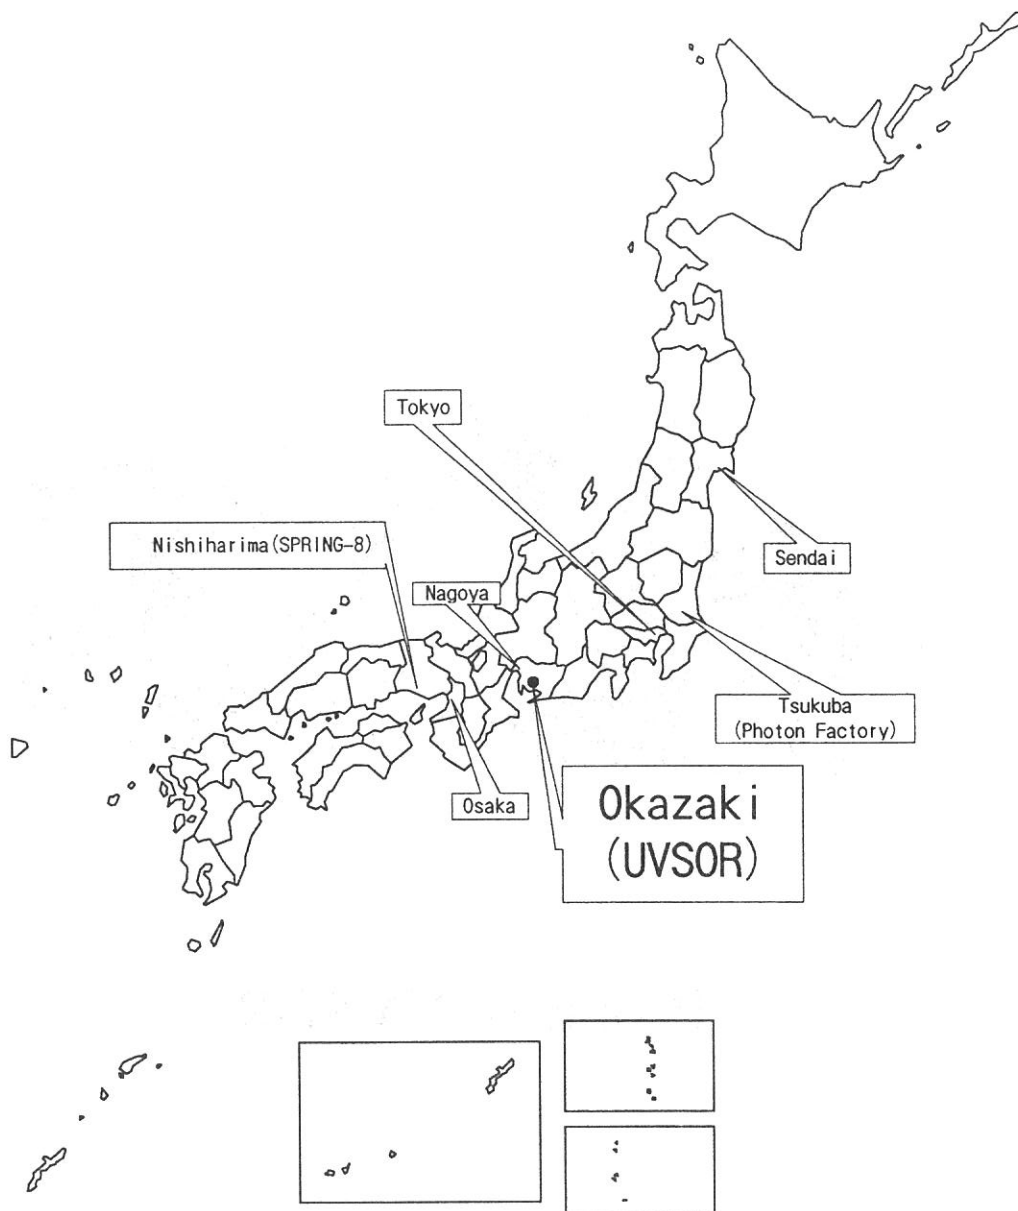 Tokyo
Nishiharima(SPRING-8)
Sendai
Nagoya
Tsukuba
(Photon Factory)
Osaka
Okazaki
(UVSOR)